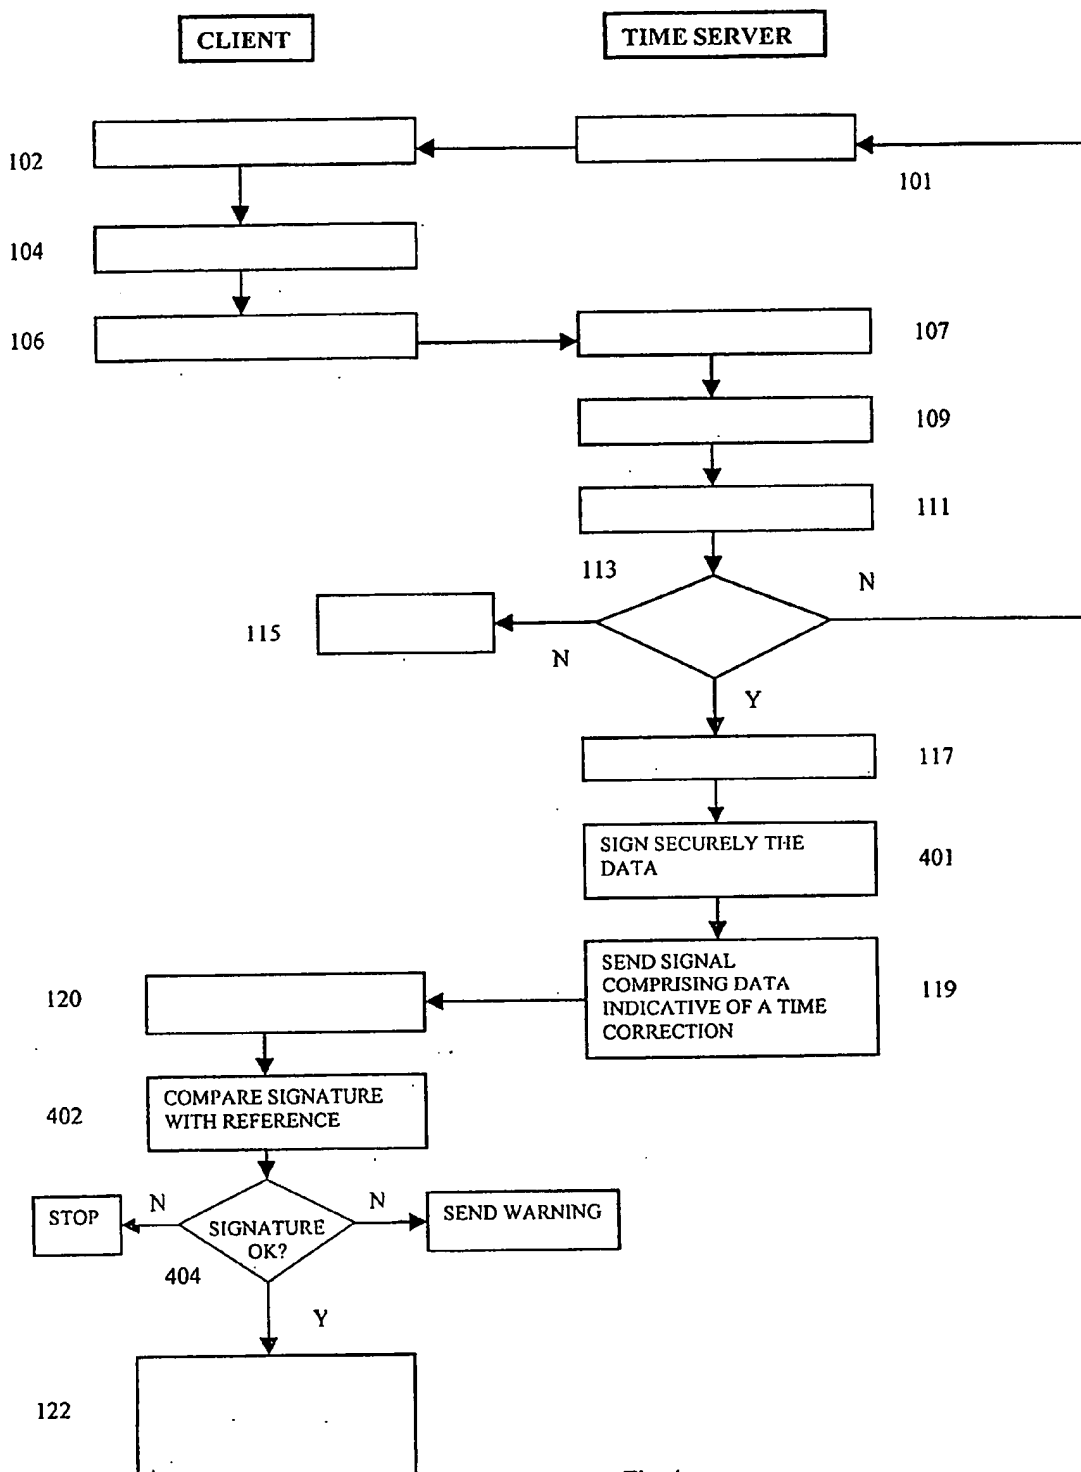 CLIENT
TIME SERVER
102
101
104
106
107
109
111
113
N
115
N
Y
117
SIGN SECURELY THE
DATA
401
SEND SIGNAL
COMPRISING DATA
INDICATIVE OF A TIME
CORRECTION
119
120
COMPARE SIGNATURE
WITH REFERENCE
402
STOP
N
SIGNATURE
OK?
N
SEND WARNING
404
Y
122